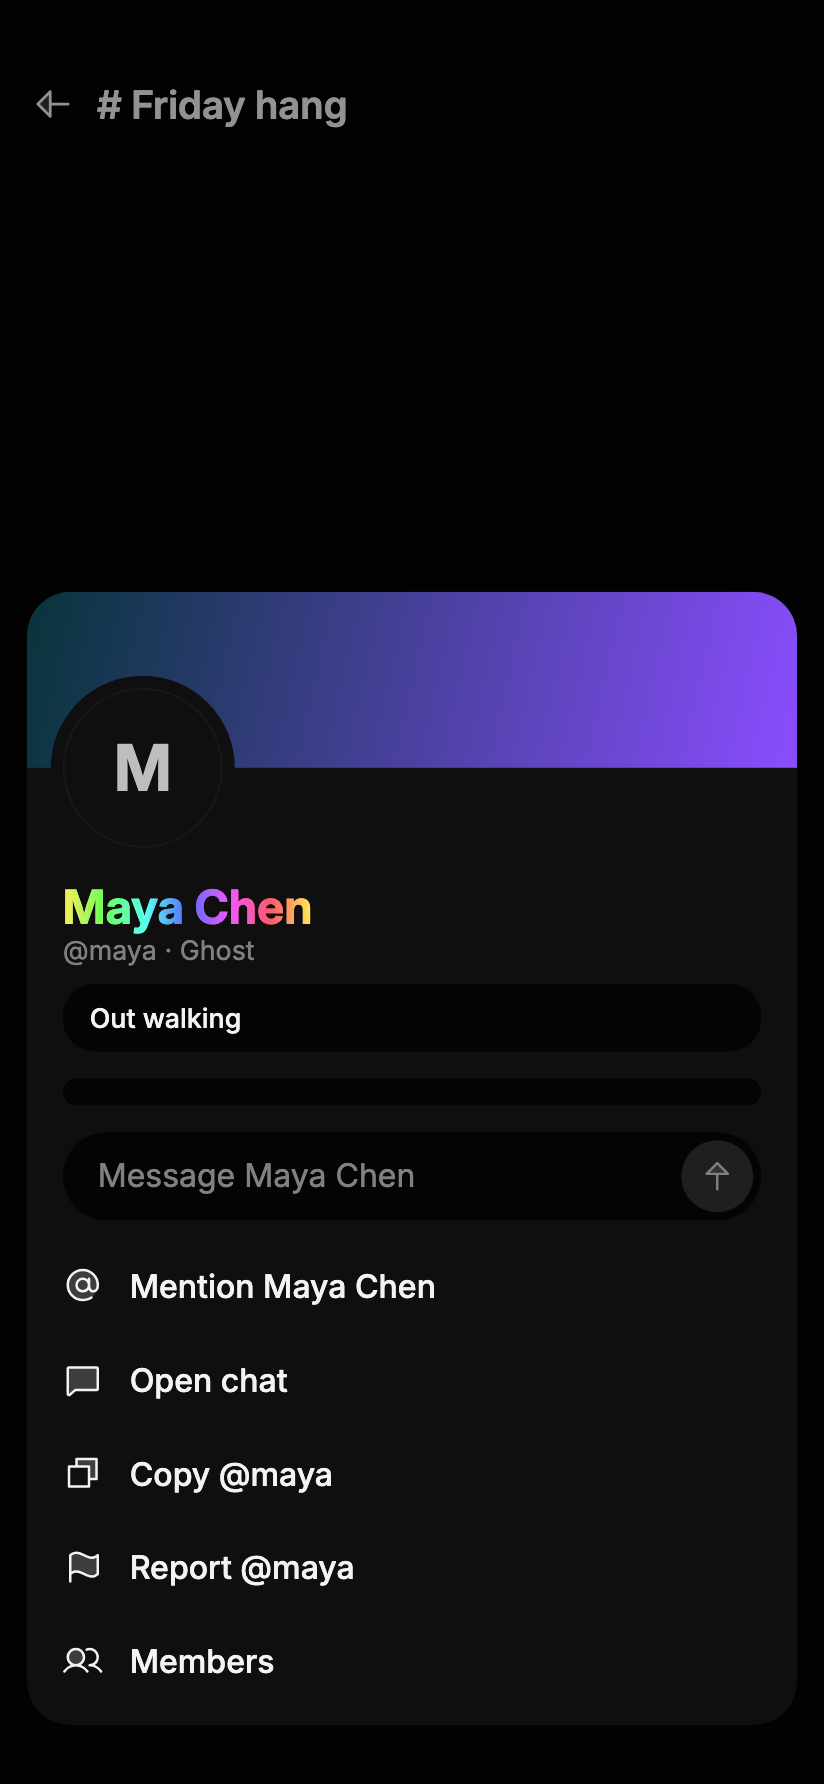 # Friday hang
M
Maya Chen
@maya · Ghost
Out walking
Message Maya Chen
Mention Maya Chen
Open chat
Copy @maya
Report @maya
Members